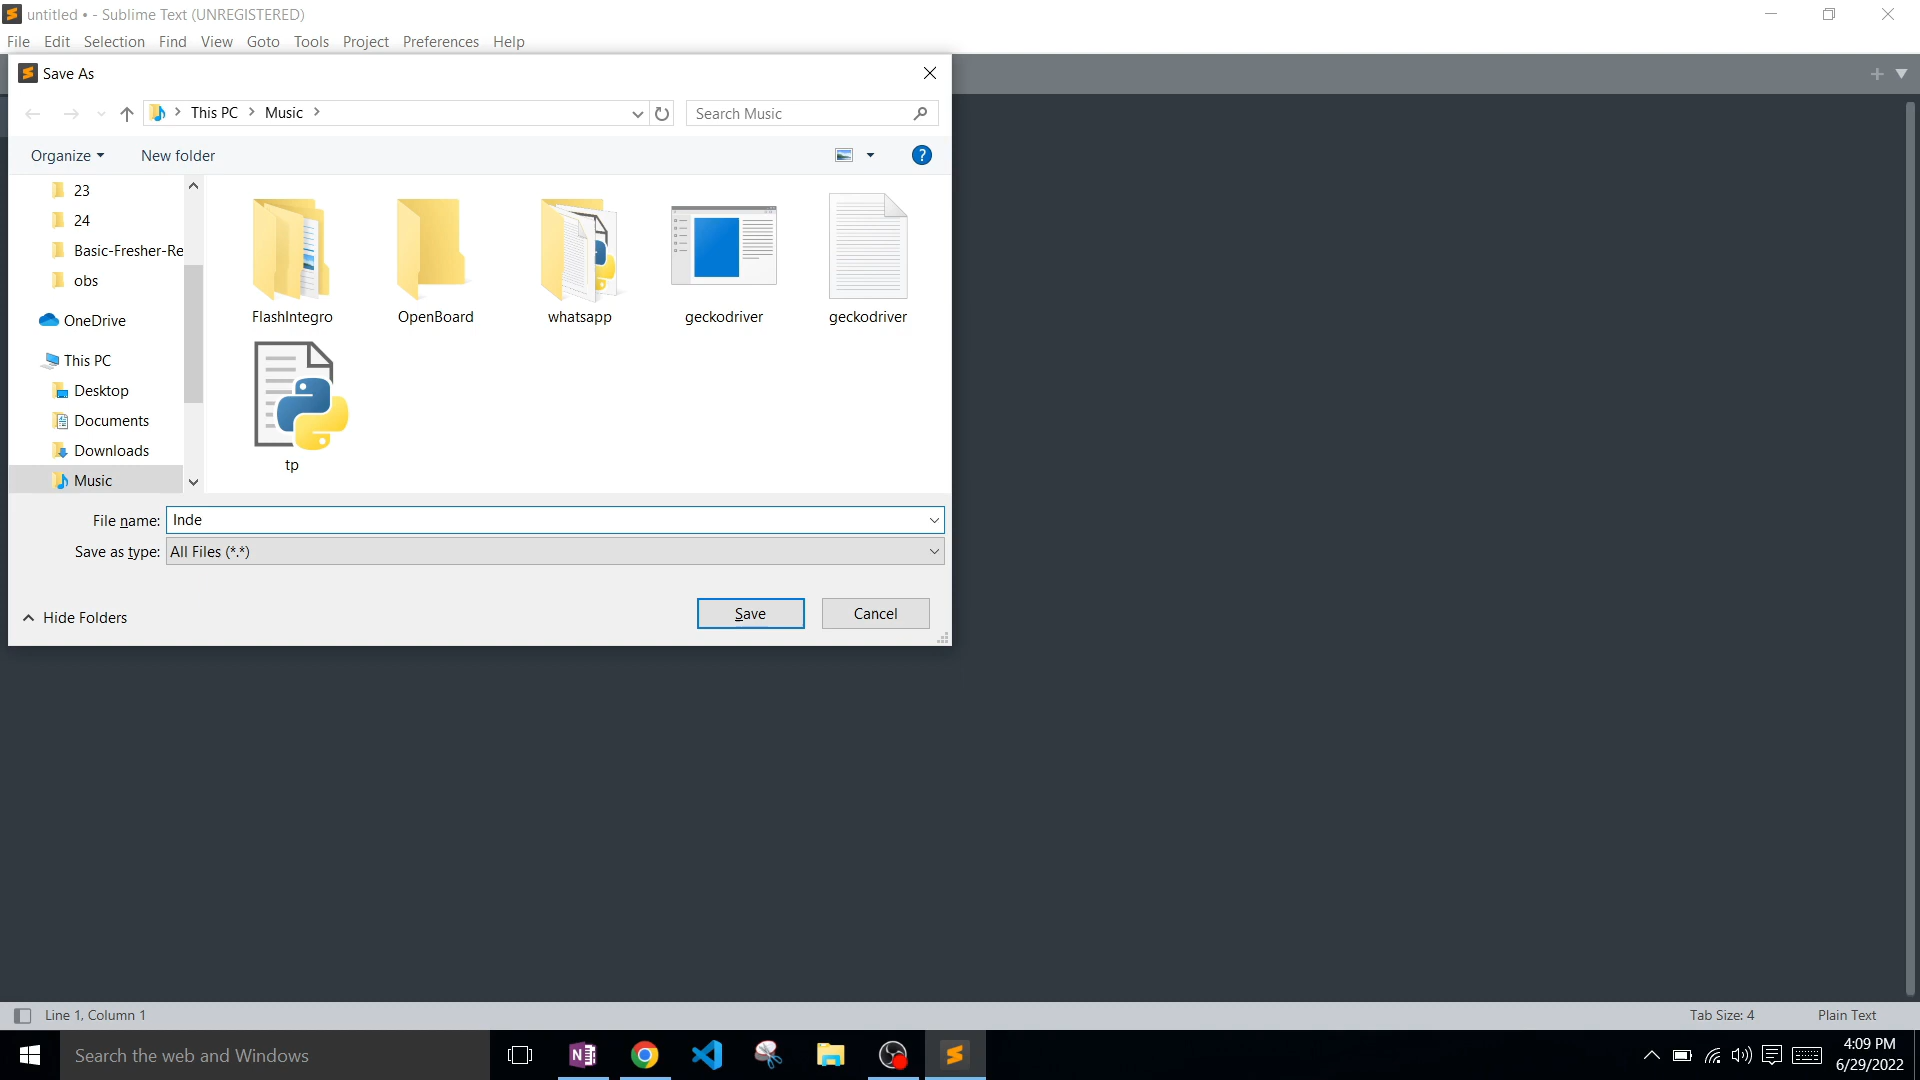 untitled • - Sublime Text (UNREGISTERED)
File Edit Selection Find View Goto Tools Project Preferences Help
Save As
This PC > Music >
Search Music
Organize New folder
?
23
24
Basic-Fresher-Re
obs
OneDrive
This PC
Desktop
Documents
Downloads
Music
FlashIntegro OpenBoard whatsapp geckodriver geckodriver
tp
File name: Inde
Save as type: All Files (*.*)
Hide Folders
Save Cancel
Line 1, Column 1
Tab Size: 4 Plain Text
Search the web and Windows
4:09 PM
6/29/2022